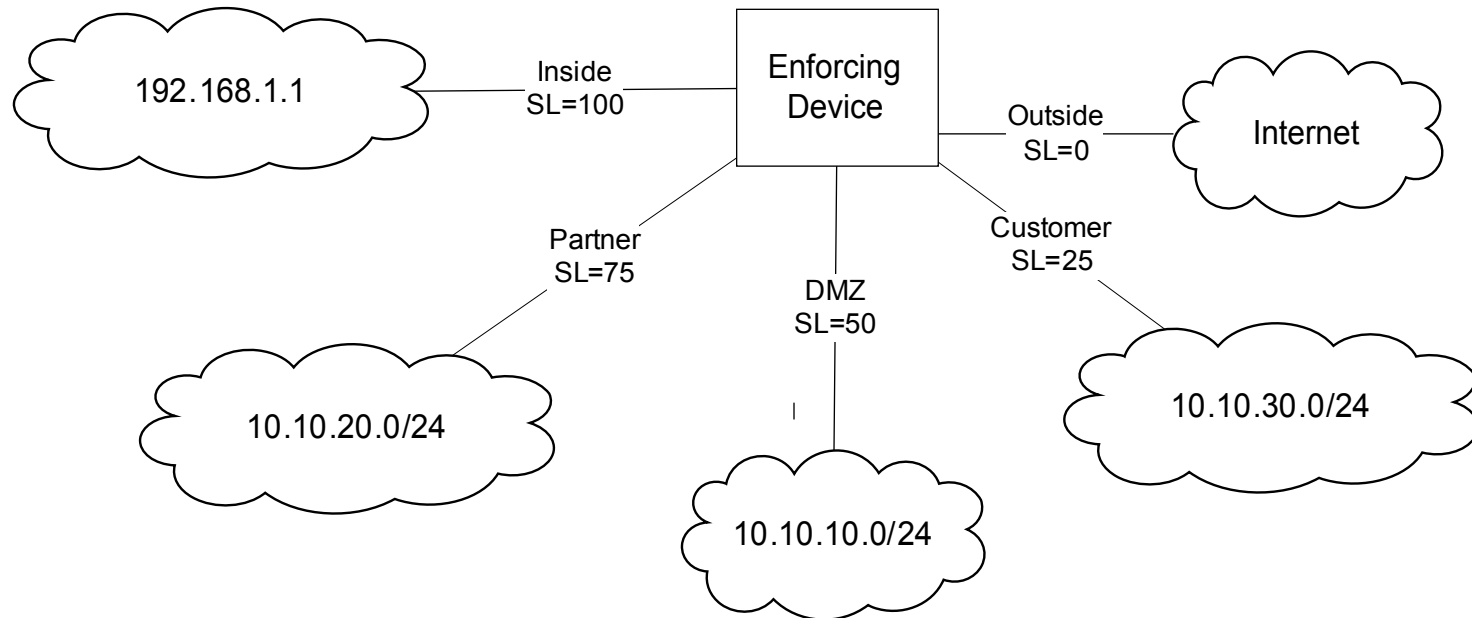 192.168.1.1
Inside
SL=100
Enforcing
Device
Outside
SL=0
Internet
Partner
SL=75
DMZ
SL=50
Customer
SL=25
10.10.20.0/24
10.10.10.0/24
10.10.30.0/24